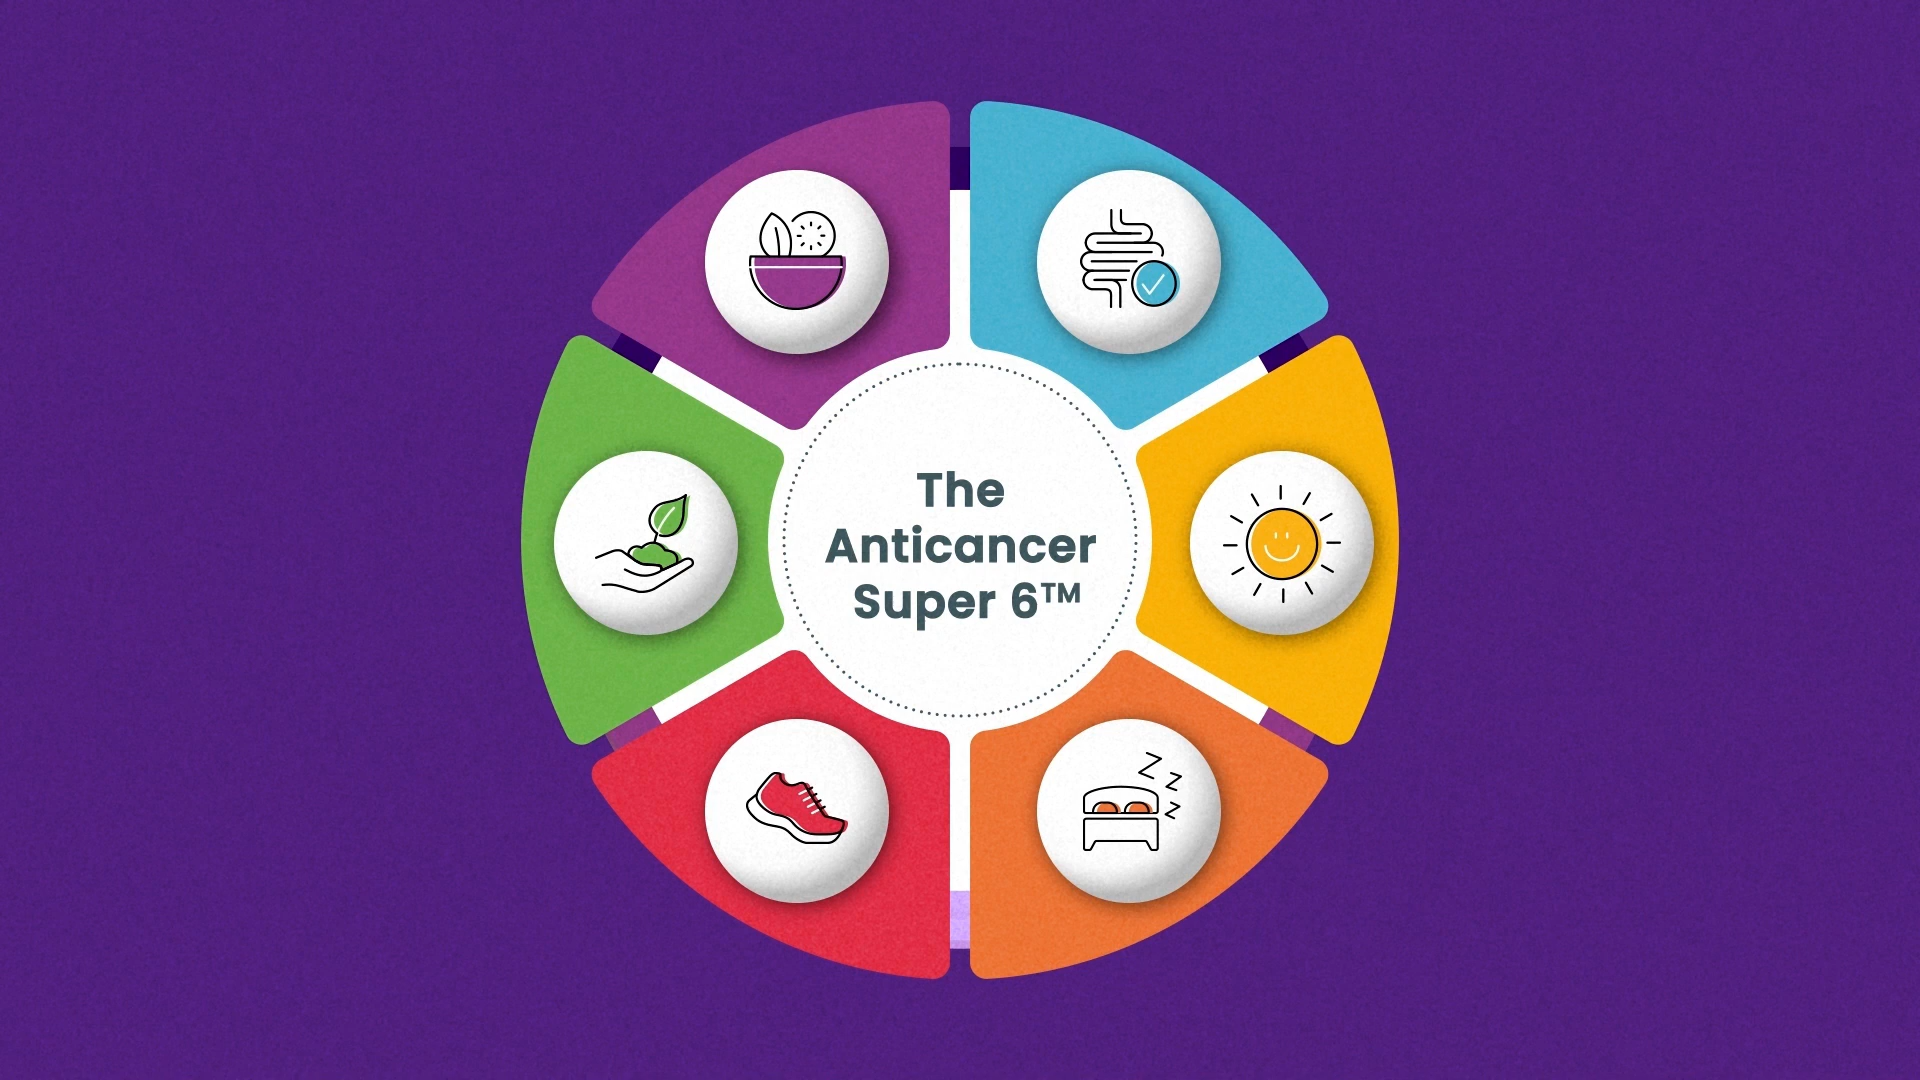 The
Anticancer
Super 6™
Z
Z
Z